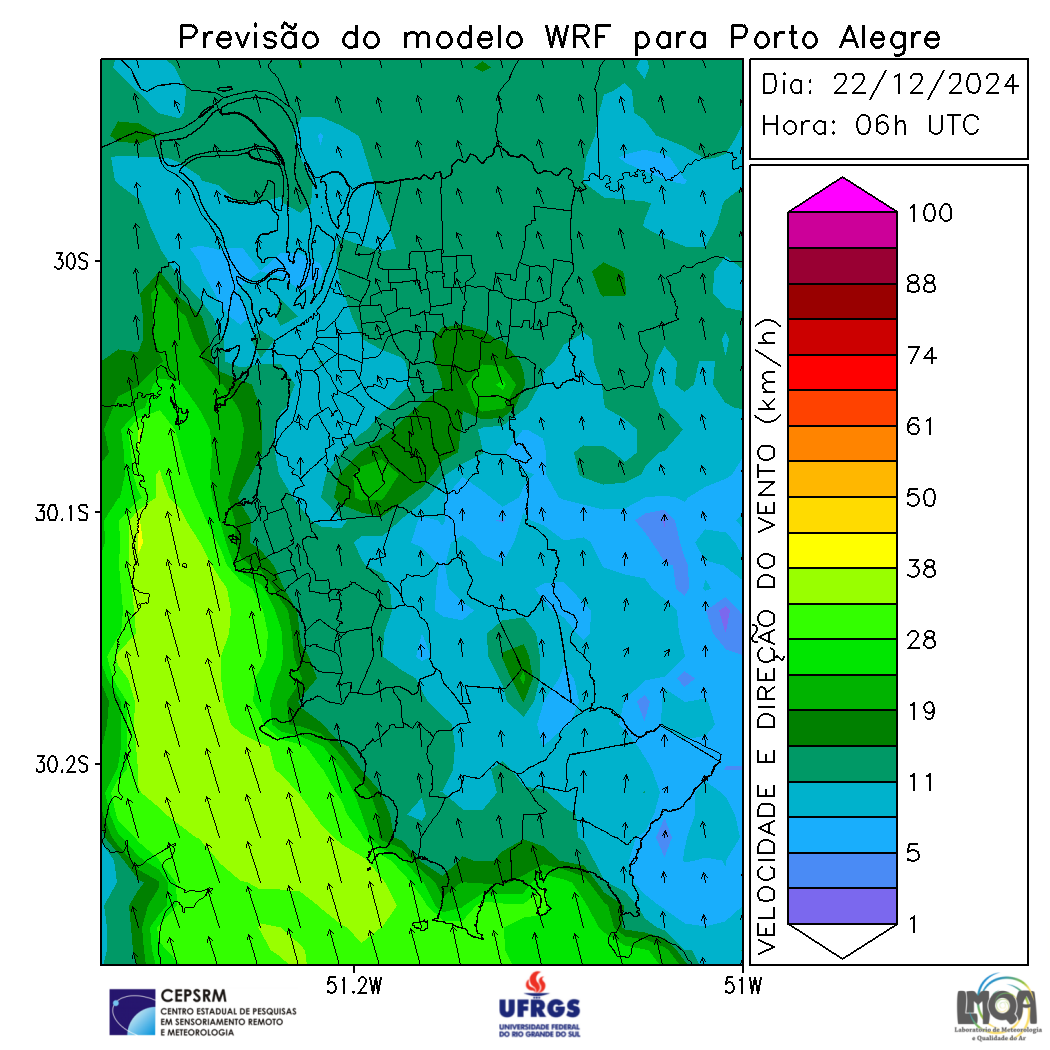 Previsão do modelo WRF para Porto Alegre
Dia: 22/12/2024
Hora: 06h UTC
30S
30.1S
30.2S
51.2W
51W
VELOCIDADE E DIREÇÃO DO VENTO (km/h)
100
88
74
61
50
38
28
19
11
5
1
CEPSRM
CENTRO ESTADUAL DE PESQUISAS
EM SENSORIAMENTO REMOTO
E METEOROLOGIA
UFRGS
UNIVERSIDADE FEDERAL
DO RIO GRANDE DO SUL
LMQA
Laboratório de Meteorologia
e Qualidade do Ar